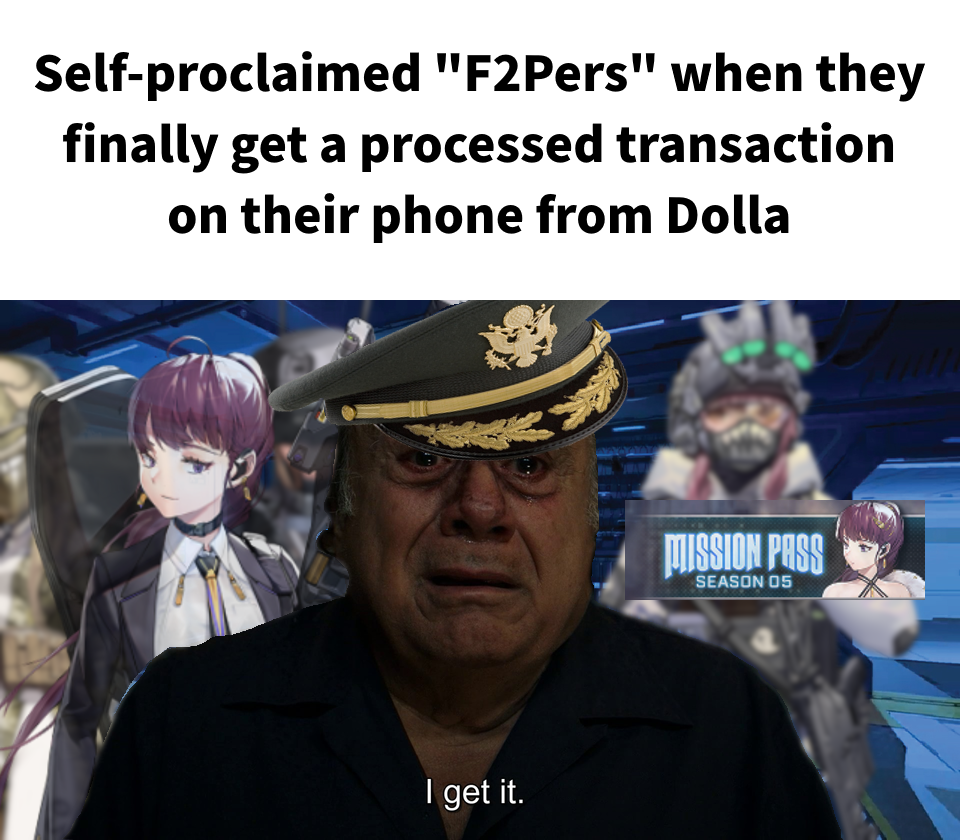 Self-proclaimed "F2Pers" when they
finally get a processed transaction
on their phone from Dolla
MISSION PASS
SEASON 05
I get it.